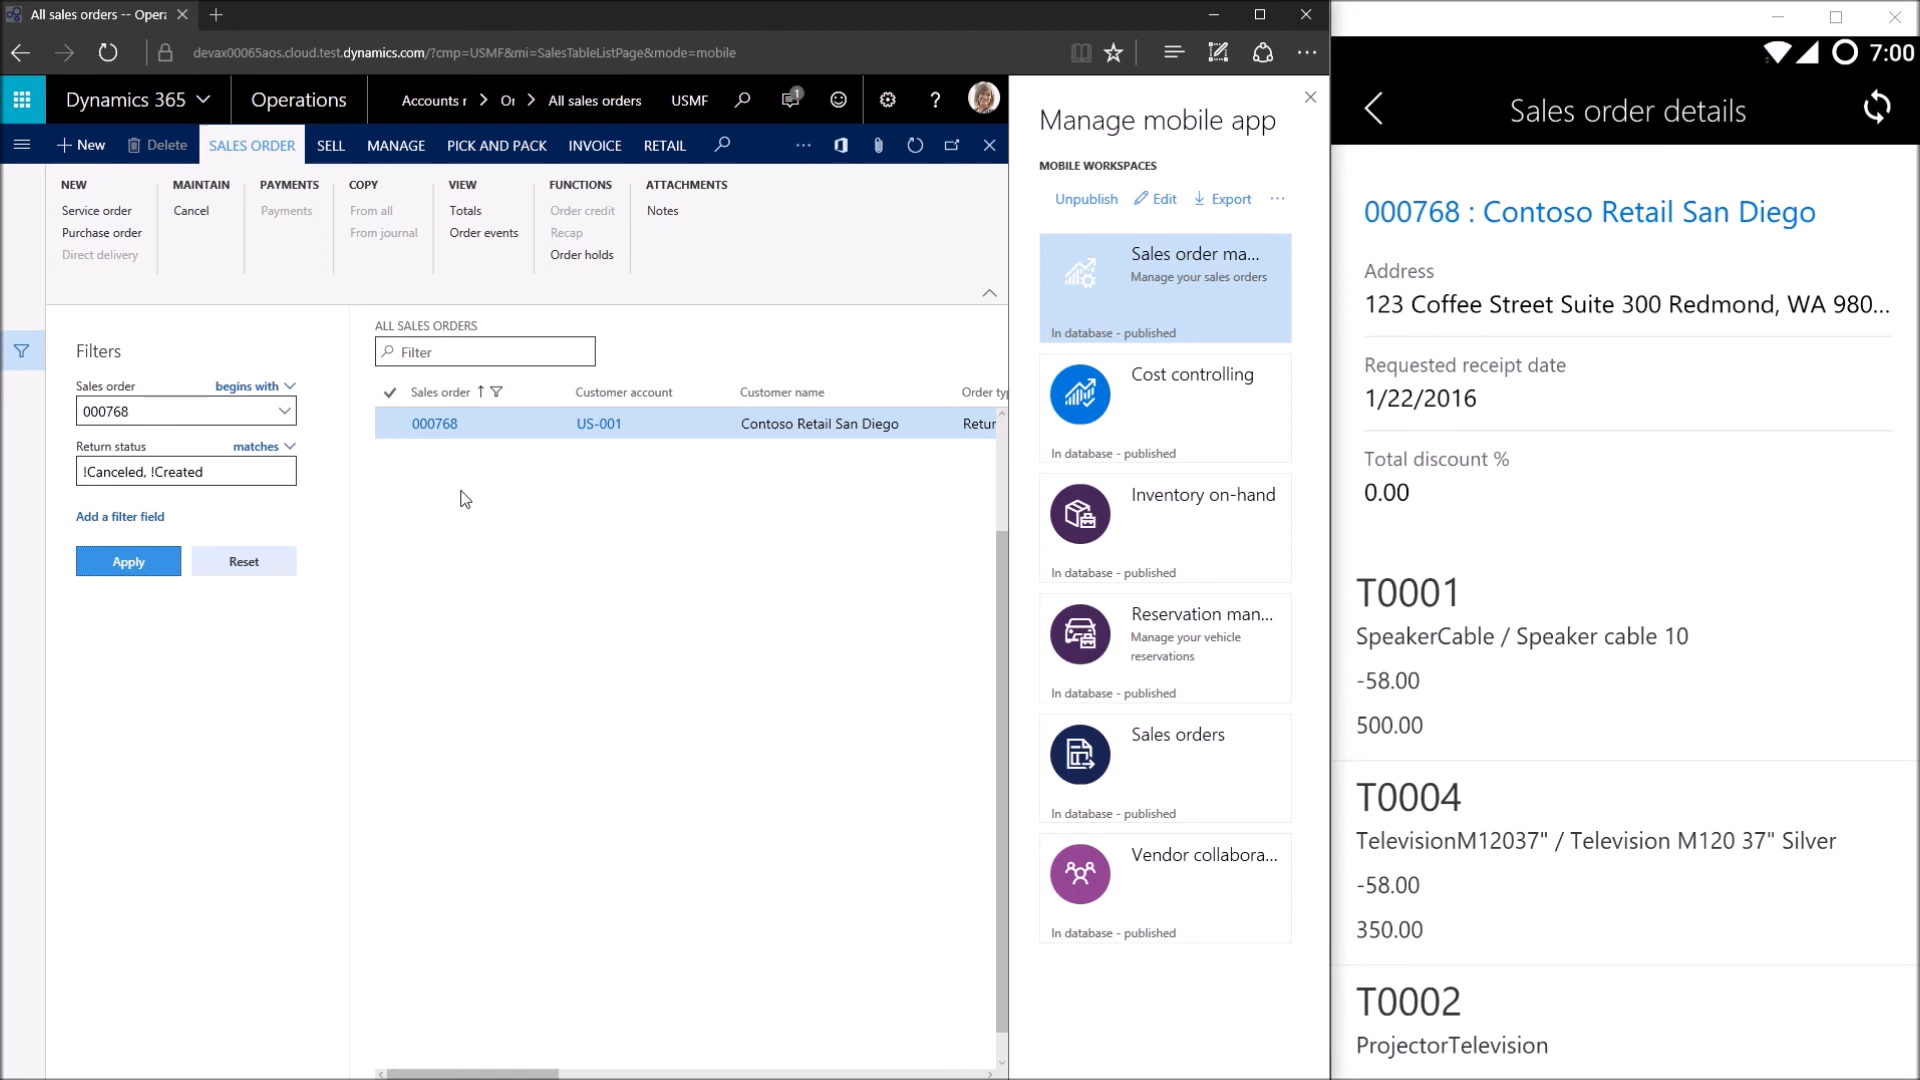 All sales orders -- Opera
devax00065aos.cloud.test.dynamics.com/?cmp=USMF&mi=SalesTableListPage&mode=mobile
Dynamics 365
Operations
Accounts r > Or > All sales orders
USMF
1
?
+ New
Delete
SALES ORDER
SELL
MANAGE
PICK AND PACK
INVOICE
RETAIL
NEW
Service order
Purchase order
Direct delivery
MAINTAIN
Cancel
PAYMENTS
Payments
COPY
From all
From journal
VIEW
Totals
Order events
FUNCTIONS
Order credit
Recap
Order holds
ATTACHMENTS
Notes
Filters
Sales order begins with
000768
Return status matches
!Canceled, !Created
Add a filter field
Apply
Reset
ALL SALES ORDERS
Filter
Sales order Customer account Customer name Order ty
000768 US-001 Contoso Retail San Diego Retur
Manage mobile app
MOBILE WORKSPACES
Unpublish Edit Export ...
Sales order ma...
Manage your sales orders
In database - published
Cost controlling
In database - published
Inventory on-hand
In database - published
Reservation man...
Manage your vehicle
reservations
In database - published
Sales orders
In database - published
Vendor collabora...
In database - published
7:00
Sales order details
000768 : Contoso Retail San Diego
Address
123 Coffee Street Suite 300 Redmond, WA 980...
Requested receipt date
1/22/2016
Total discount %
0.00
T0001
SpeakerCable / Speaker cable 10
-58.00
500.00
T0004
TelevisionM12037" / Television M120 37" Silver
-58.00
350.00
T0002
ProjectorTelevision